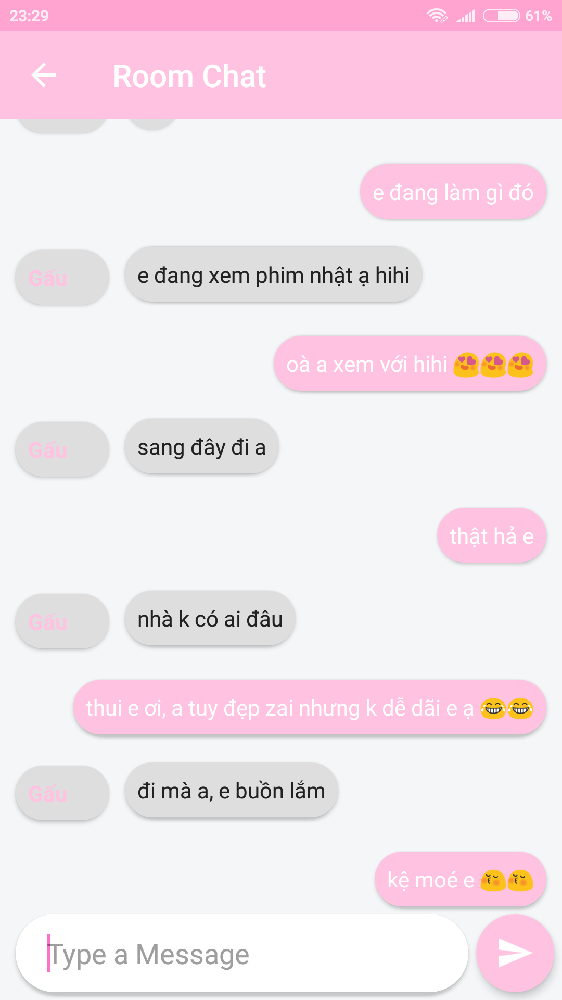 23:29 61%
Room Chat
e đang làm gì đó
Gấu e đang xem phim nhật ạ hihi
oà a xem với hihi 😍😍😍
Gấu sang đây đi a
thật hả e
Gấu nhà k có ai đâu
thui e ơi, a tuy đẹp zai nhưng k dễ dãi e ạ 😂😂
Gấu đi mà a, e buồn lắm
kệ moé e 😚😚
Type a Message